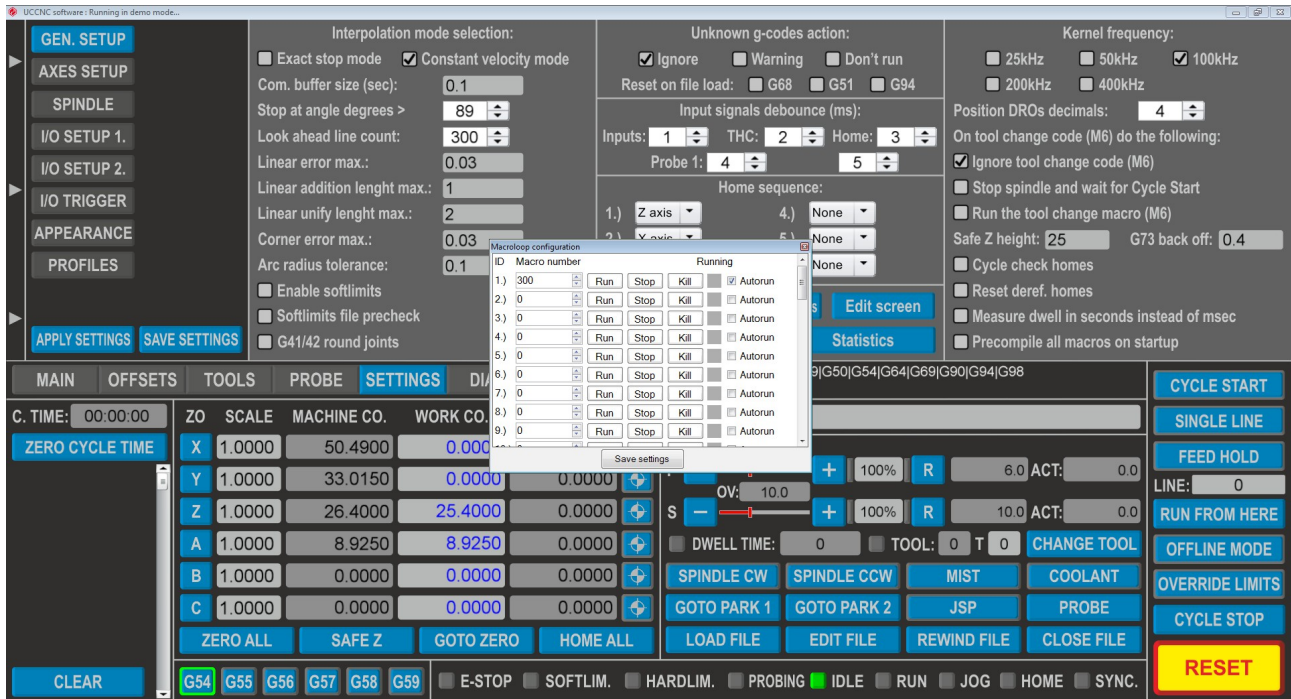 UCCNC software : Running in demo mode...
GEN. SETUP
AXES SETUP
SPINDLE
I/O SETUP 1.
I/O SETUP 2.
I/O TRIGGER
APPEARANCE
PROFILES
APPLY SETTINGS SAVE SETTINGS
Interpolation mode selection:
Exact stop mode Constant velocity mode
Com. buffer size (sec): 0.1
Stop at angle degrees > 89
Look ahead line count: 300
Linear error max.: 0.03
Linear addition lenght max.: 1
Linear unify lenght max.: 2
Corner error max.: 0.03
Arc radius tolerance: 0.1
Enable softlimits
Softlimits file precheck
G41/42 round joints
Unknown g-codes action:
Ignore Warning Don't run
Reset on file load: G68 G51 G94
Input signals debounce (ms):
Inputs: 1 THC: 2 Home: 3
Probe 1: 4 5
Home sequence:
1.) Z axis 4.) None
None
None
Edit screen
Statistics
Kernel frequency:
25kHz 50kHz 100kHz
200kHz 400kHz
Position DROs decimals: 4
On tool change code (M6) do the following:
Ignore tool change code (M6)
Stop spindle and wait for Cycle Start
Run the tool change macro (M6)
Safe Z height: 25 G73 back off: 0.4
Cycle check homes
Reset deref. homes
Measure dwell in seconds instead of msec
Precompile all macros on startup
Macroloop configuration
ID Macro number Running
1.) 300 Run Stop Kill Autorun
2.) 0 Run Stop Kill Autorun
3.) 0 Run Stop Kill Autorun
4.) 0 Run Stop Kill Autorun
5.) 0 Run Stop Kill Autorun
6.) 0 Run Stop Kill Autorun
7.) 0 Run Stop Kill Autorun
8.) 0 Run Stop Kill Autorun
9.) 0 Run Stop Kill Autorun
Save settings
MAIN OFFSETS TOOLS PROBE SETTINGS
|G50|G54|G64|G69|G90|G94|G98
C. TIME: 00:00:00
ZERO CYCLE TIME
CLEAR
ZO SCALE MACHINE CO. WORK CO.
X 1.0000 50.4900 0.000
Y 1.0000 33.0150 0.0000 0.0000
Z 1.0000 26.4000 25.4000 0.0000
A 1.0000 8.9250 8.9250 0.0000
B 1.0000 0.0000 0.0000 0.0000
C 1.0000 0.0000 0.0000 0.0000
ZERO ALL SAFE Z GOTO ZERO HOME ALL
+ 100% R 6.0 ACT: 0.0
OV: 10.0
S − + 100% R 10.0 ACT: 0.0
DWELL TIME: 0 TOOL: 0 T 0 CHANGE TOOL
SPINDLE CW SPINDLE CCW MIST COOLANT
GOTO PARK 1 GOTO PARK 2 JSP PROBE
LOAD FILE EDIT FILE REWIND FILE CLOSE FILE
CYCLE START
SINGLE LINE
FEED HOLD
LINE: 0
RUN FROM HERE
OFFLINE MODE
OVERRIDE LIMITS
CYCLE STOP
RESET
G54 G55 G56 G57 G58 G59 E-STOP SOFTLIM. HARDLIM. PROBING IDLE RUN JOG HOME SYNC.